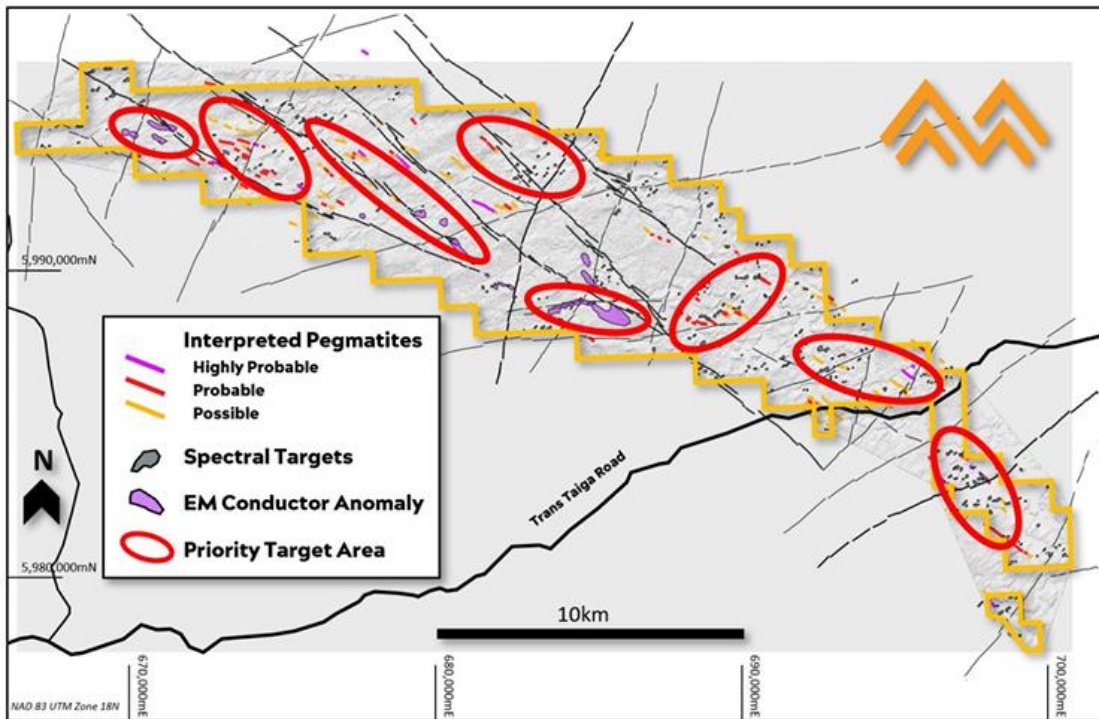 5,990,000mN
Interpreted Pegmatites
Highly Probable
Probable
Possible
Spectral Targets
EM Conductor Anomaly
Priority Target Area
N
Trans Taiga Road
5,980,000mN
10km
670,000mE
680,000mE
690,000mE
700,000mE
NAD 83 UTM Zone 18N